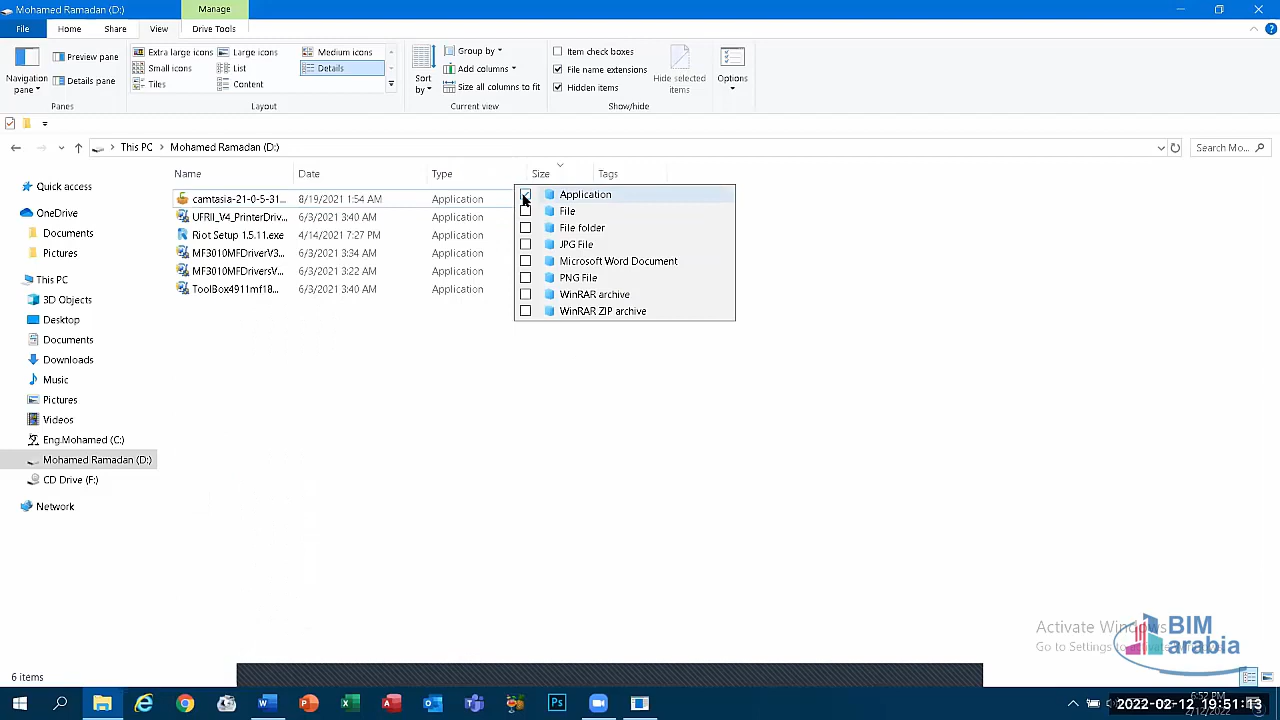 Mohamed Ramadan (D:)
Manage
File
Home
Share
View
Drive Tools
Navigation pane
Preview pane
Details pane
Panes
Extra large icons
Large icons
Medium icons
Small icons
List
Details
Tiles
Content
Layout
Sort by
Group by
Add columns
Size all columns to fit
Current view
Item check boxes
File name extensions
Hidden items
Hide selected items
Show/hide
Options
This PC
Mohamed Ramadan (D:)
Search Mo...
Name
Date
Type
Size
Tags
camtasia-21-0-5-31... 8/19/2021 1:54 AM Application
UFRII_V4_PrinterDriv... 6/3/2021 3:40 AM Application
Riot Setup 1.5.11.exe 4/14/2021 7:27 PM Application
MF3010MFDriverV3... 6/3/2021 3:34 AM Application
MF3010MFDriversV... 6/3/2021 3:22 AM Application
ToolBox4911mf18... 6/3/2021 3:40 AM Application
Application
File
File folder
JPG File
Microsoft Word Document
PNG File
WinRAR archive
WinRAR ZIP archive
Quick access
OneDrive
Documents
Pictures
This PC
3D Objects
Desktop
Documents
Downloads
Music
Pictures
Videos
Eng.Mohamed (C:)
Mohamed Ramadan (D:)
CD Drive (F:)
Network
Activate Windows
Go to Settings to activate
BIM
arabia
6 items
6:52 PM
2022-02-12 19:51:13
2/12/2022